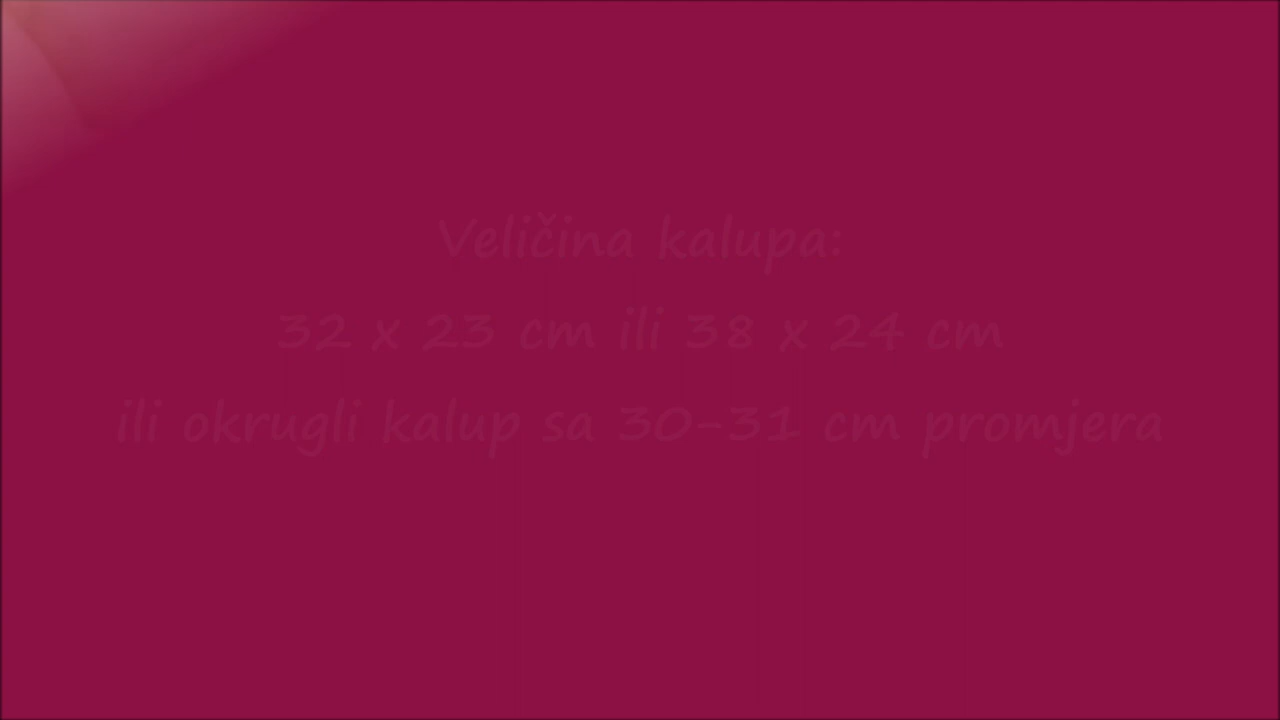 Veličina kalupa:
32 x 23 cm ili 38 x 24 cm
ili okrugli kalup sa 30-31 cm promjera